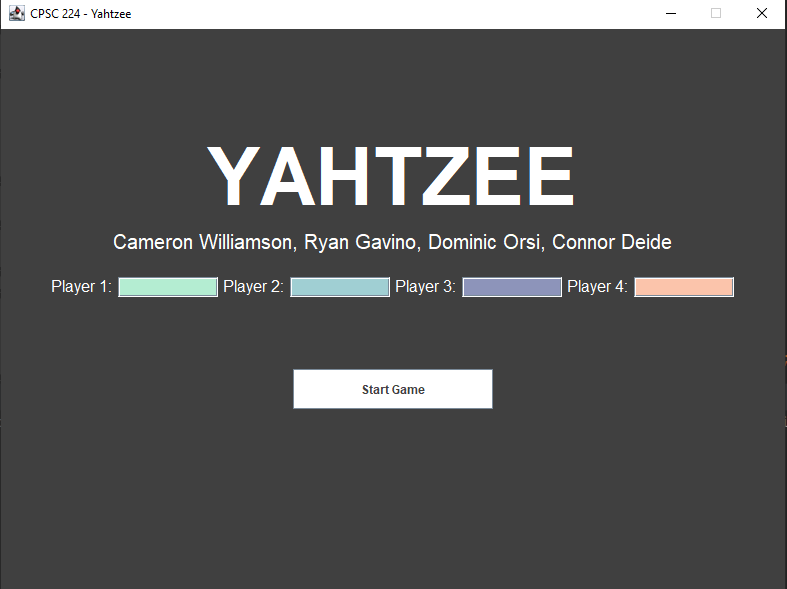 CPSC 224 - Yahtzee
YAHTZEE
Cameron Williamson, Ryan Gavino, Dominic Orsi, Connor Deide
Player 1: Player 2: Player 3: Player 4:
Start Game